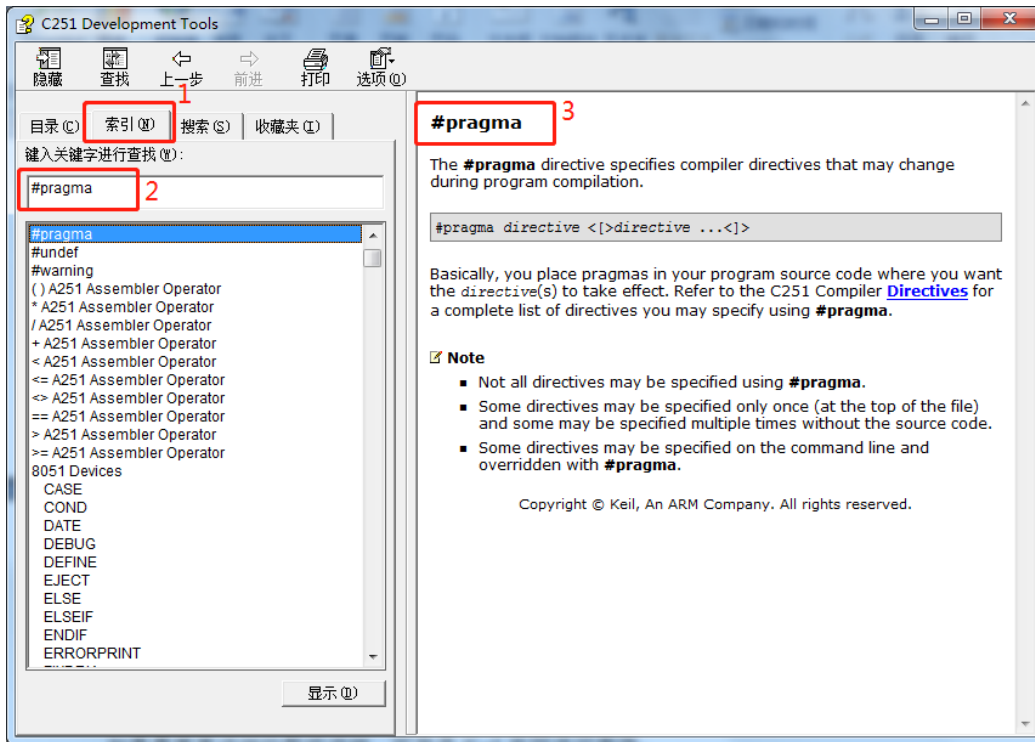 C251 Development Tools
隐藏
查找
上一步
前进
打印
选项(O)
1
目录(C)
索引(N)
搜索(S)
收藏夹(I)
键入关键字进行查找(W):
#pragma
2
#pragma
#undef
#warning
( ) A251 Assembler Operator
* A251 Assembler Operator
/ A251 Assembler Operator
+ A251 Assembler Operator
< A251 Assembler Operator
<= A251 Assembler Operator
<> A251 Assembler Operator
== A251 Assembler Operator
> A251 Assembler Operator
>= A251 Assembler Operator
8051 Devices
CASE
COND
DATE
DEBUG
DEFINE
EJECT
ELSE
ELSEIF
ENDIF
ERRORPRINT
显示(D)
#pragma
3
The #pragma directive specifies compiler directives that may change
during program compilation.
#pragma directive <[>directive ...<]>
Basically, you place pragmas in your program source code where you want
the directive(s) to take effect. Refer to the C251 Compiler Directives for
a complete list of directives you may specify using #pragma.
Note
Not all directives may be specified using #pragma.
Some directives may be specified only once (at the top of the file)
and some may be specified multiple times without the source code.
Some directives may be specified on the command line and
overridden with #pragma.
Copyright © Keil, An ARM Company. All rights reserved.